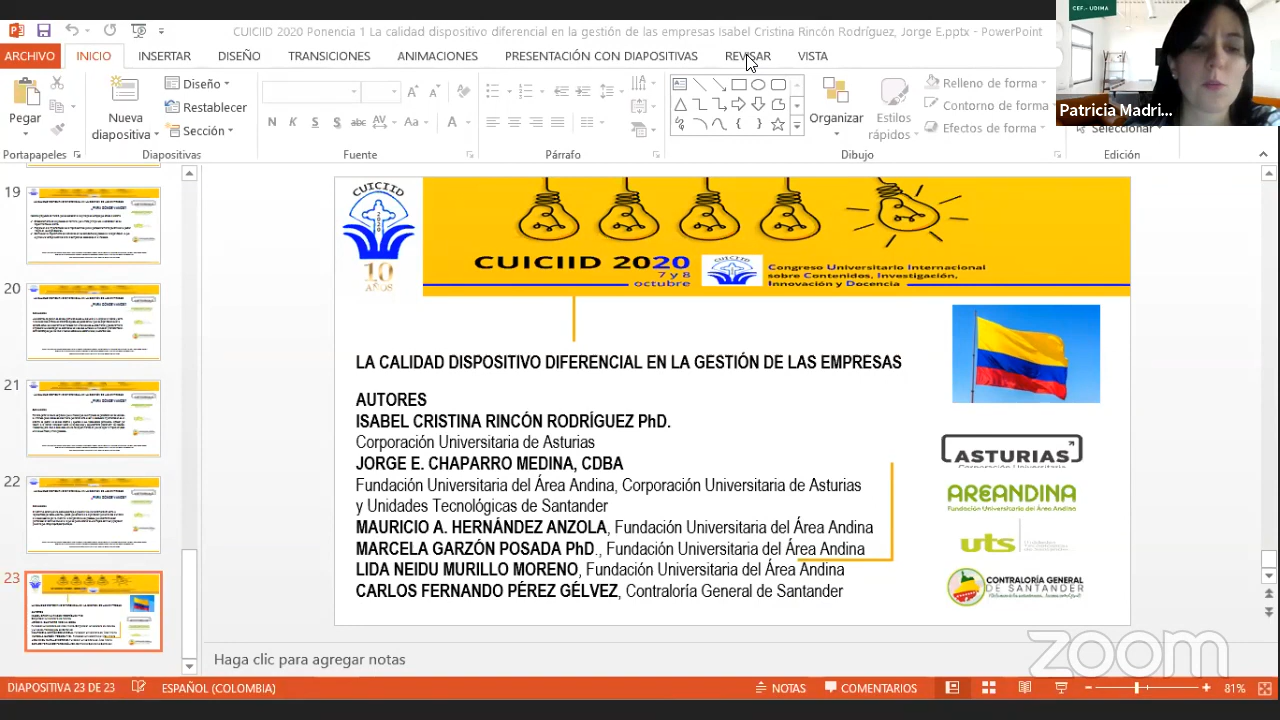 CUICIID 2020 Ponencia La calidad dispositivo diferencial en la gestión de las empresas Isabel Cristina Rincón Rodríguez, Jorge E.pptx - PowerPoint
CEF.- UDIMA
Patricia Madri...
ARCHIVO INICIO INSERTAR DISEÑO TRANSICIONES ANIMACIONES PRESENTACIÓN CON DIAPOSITIVAS REVISAR VISTA
Pegar
Nueva diapositiva
Diseño
Restablecer
Sección
N K S S abc AV Aa A
Organizar
Estilos rápidos
Relleno de forma
Contorno de forma
Efectos de forma
Seleccionar
Portapapeles Diapositivas Fuente Párrafo Dibujo Edición
19
20
21
22
23
CUICIID
10
AÑOS
CUICIID 2020
7 y 8
octubre
Congreso Universitario Internacional
sobre Contenidos, Investigación,
Innovación y Docencia
LA CALIDAD DISPOSITIVO DIFERENCIAL EN LA GESTIÓN DE LAS EMPRESAS
AUTORES
ISABEL CRISTINA RINCÓN RODRÍGUEZ PhD.
Corporación Universitaria de Asturias
JORGE E. CHAPARRO MEDINA, CDBA
Fundación Universitaria del Área Andina, Corporación Universitaria de Asturias
y Unidades Tecnológicas de Santander
MAURICIO A. HERNÁNDEZ ANZOLA, Fundación Universitaria del Área Andina
MARCELA GARZÓN POSADA PhD., Fundación Universitaria del Área Andina
LIDA NEIDU MURILLO MORENO, Fundación Universitaria del Área Andina
CARLOS FERNANDO PÉREZ GÉLVEZ, Contraloría General de Santander
ASTURIAS
Corporación Universitaria
AREANDINA
Fundación Universitaria del Área Andina
uts
CONTRALORÍA GENERAL
DE SANTANDER
Haga clic para agregar notas
zoom
DIAPOSITIVA 23 DE 23 ESPAÑOL (COLOMBIA) NOTAS COMENTARIOS 81%